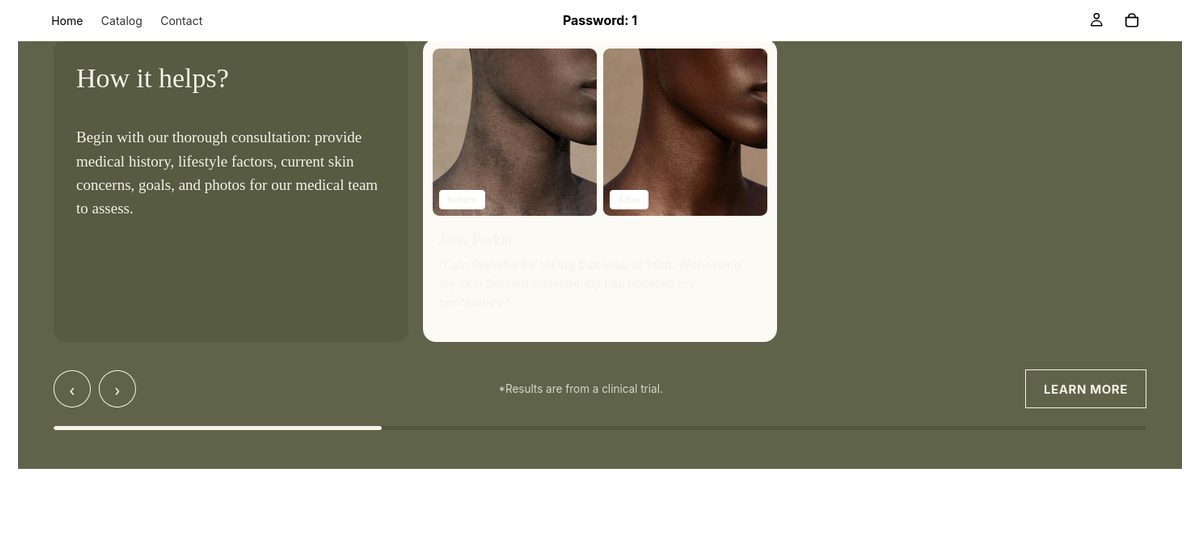 Home Catalog Contact
Password: 1
How it helps?
Begin with our thorough consultation: provide
medical history, lifestyle factors, current skin
concerns, goals, and photos for our medical team
to assess.
Before
After
Jana Parker
"I am thankful for taking that leap of faith. Witnessing
my skin flourish consistently has boosted my
confidence."
‹ ›
*Results are from a clinical trial.
LEARN MORE